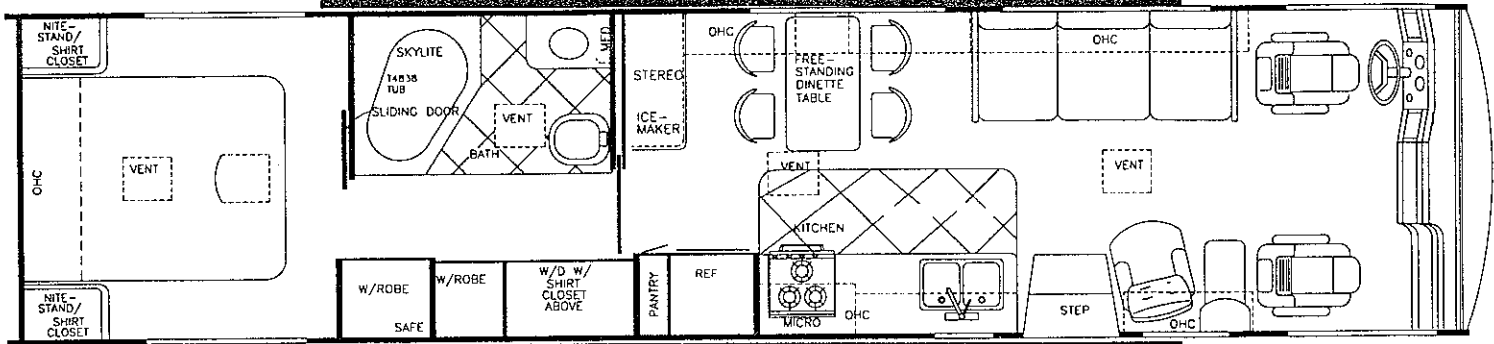 NITE-
STAND/
SHIRT
CLOSET
OHC
VENT
NITE-
STAND/
SHIRT
CLOSET
SKYLITE
14838
TUB
SLIDING DOOR
VENT
BATH
MED
W/ROBE
SAFE
W/ROBE
W/D W/
SHIRT
CLOSET
ABOVE
STEREO
ICE-
MAKER
OHC
FREE-
STANDING
DINETTE
TABLE
OHC
VENT
VENT
KITCHEN
PANTRY
REF
MICRO
OHC
STEP
OHC